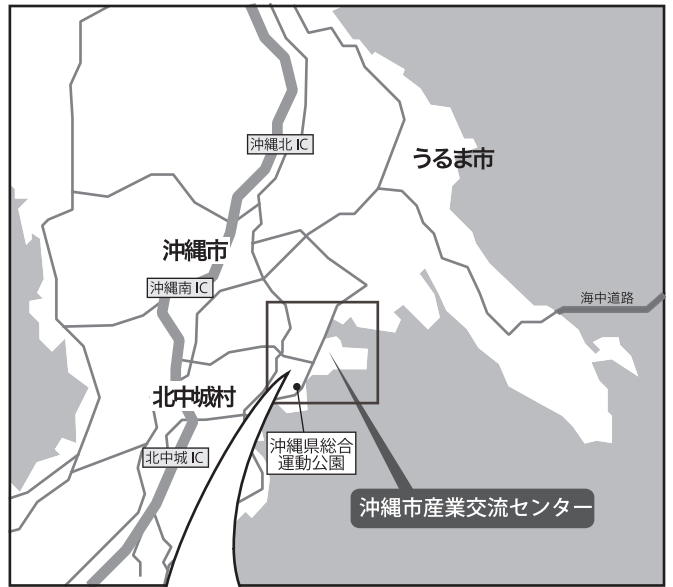 沖縄北 IC
うるま市
沖縄市
沖縄南 IC
海中道路
北中城村
沖縄県総合
運動公園
北中城 IC
沖縄市産業交流センター